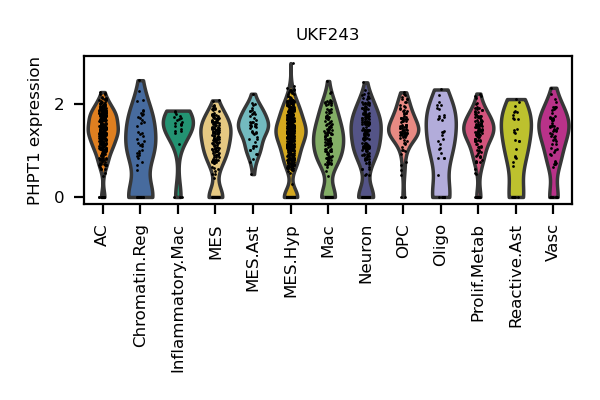 UKF243
PHPT1 expression
2
0
AC
Chromatin.Reg
Inflammatory.Mac
MES
MES.Ast
MES.Hyp
Mac
Neuron
OPC
Oligo
Prolif.Metab
Reactive.Ast
Vasc